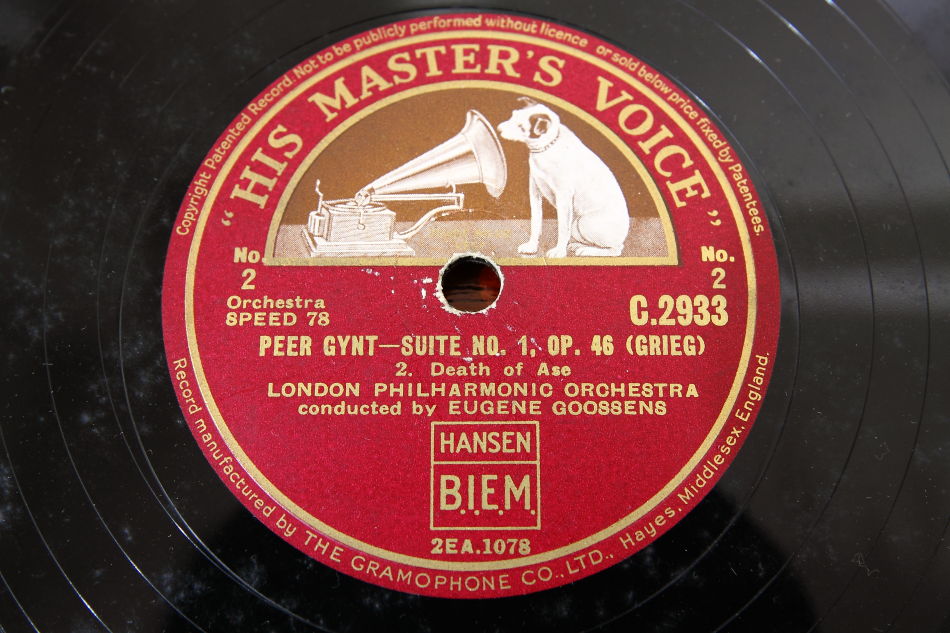 Copyright Patented Record. Not to be publicly performed without licence or sold below price fixed by Patentees.
“HIS MASTER'S VOICE”
No. 2
No. 2
Orchestra
SPEED 78
C.2933
PEER GYNT—SUITE NO. 1, OP. 46 (GRIEG)
2. Death of Ase
LONDON PHILHARMONIC ORCHESTRA
conducted by EUGENE GOOSSENS
HANSEN
B.I.E.M.
2EA.1078
Record manufactured by THE GRAMOPHONE CO., LTD., Hayes, Middlesex, England.